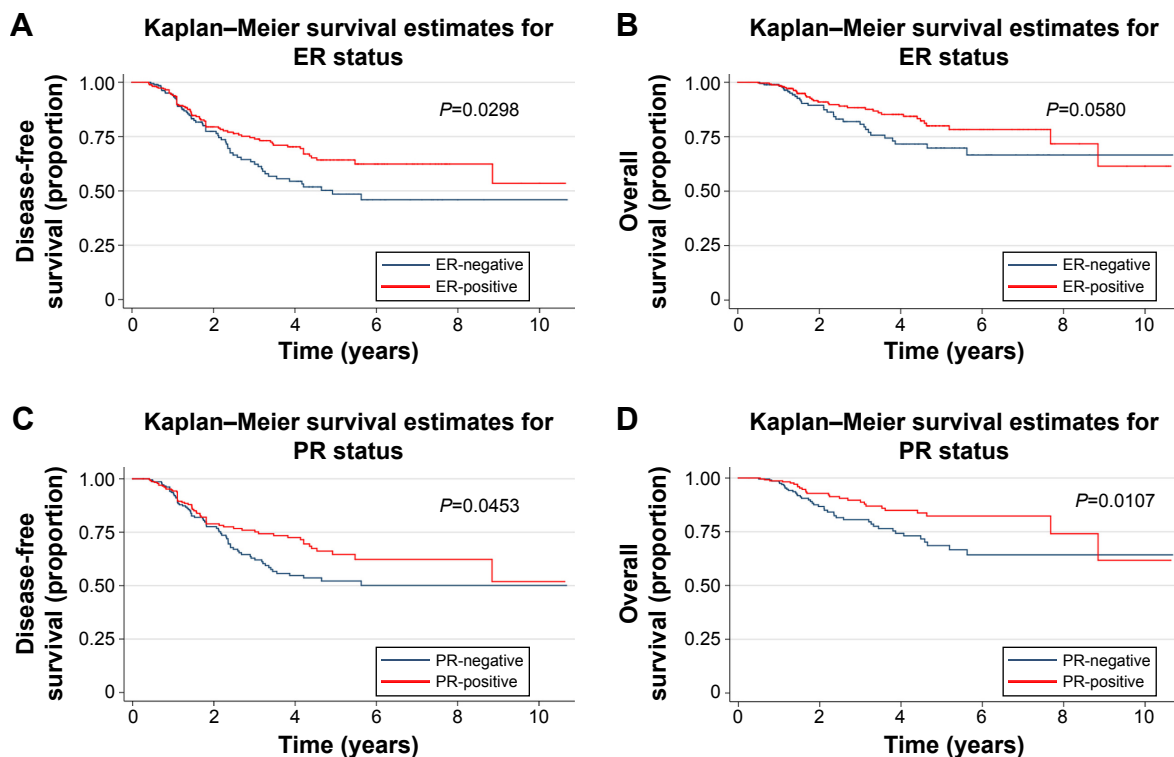 A
Kaplan–Meier survival estimates for
ER status
Disease-free
survival (proportion)
1.00
0.75
0.50
0.25
0
P=0.0298
ER-negative
ER-positive
0 2 4 6 8 10
Time (years)
B
Kaplan–Meier survival estimates for
ER status
Overall
survival (proportion)
1.00
0.75
0.50
0.25
0
P=0.0580
ER-negative
ER-positive
0 2 4 6 8 10
Time (years)
C
Kaplan–Meier survival estimates for
PR status
Disease-free
survival (proportion)
1.00
0.75
0.50
0.25
0
P=0.0453
PR-negative
PR-positive
0 2 4 6 8 10
Time (years)
D
Kaplan–Meier survival estimates for
PR status
Overall
survival (proportion)
1.00
0.75
0.50
0.25
0
P=0.0107
PR-negative
PR-positive
0 2 4 6 8 10
Time (years)